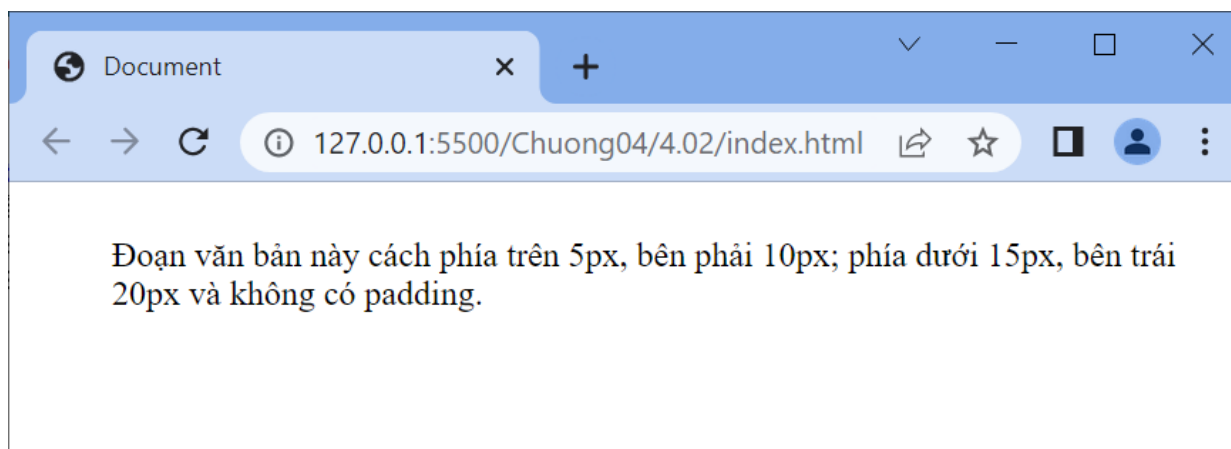 Document
127.0.0.1:5500/Chuong04/4.02/index.html
Đoạn văn bản này cách phía trên 5px, bên phải 10px; phía dưới 15px, bên trái
20px và không có padding.